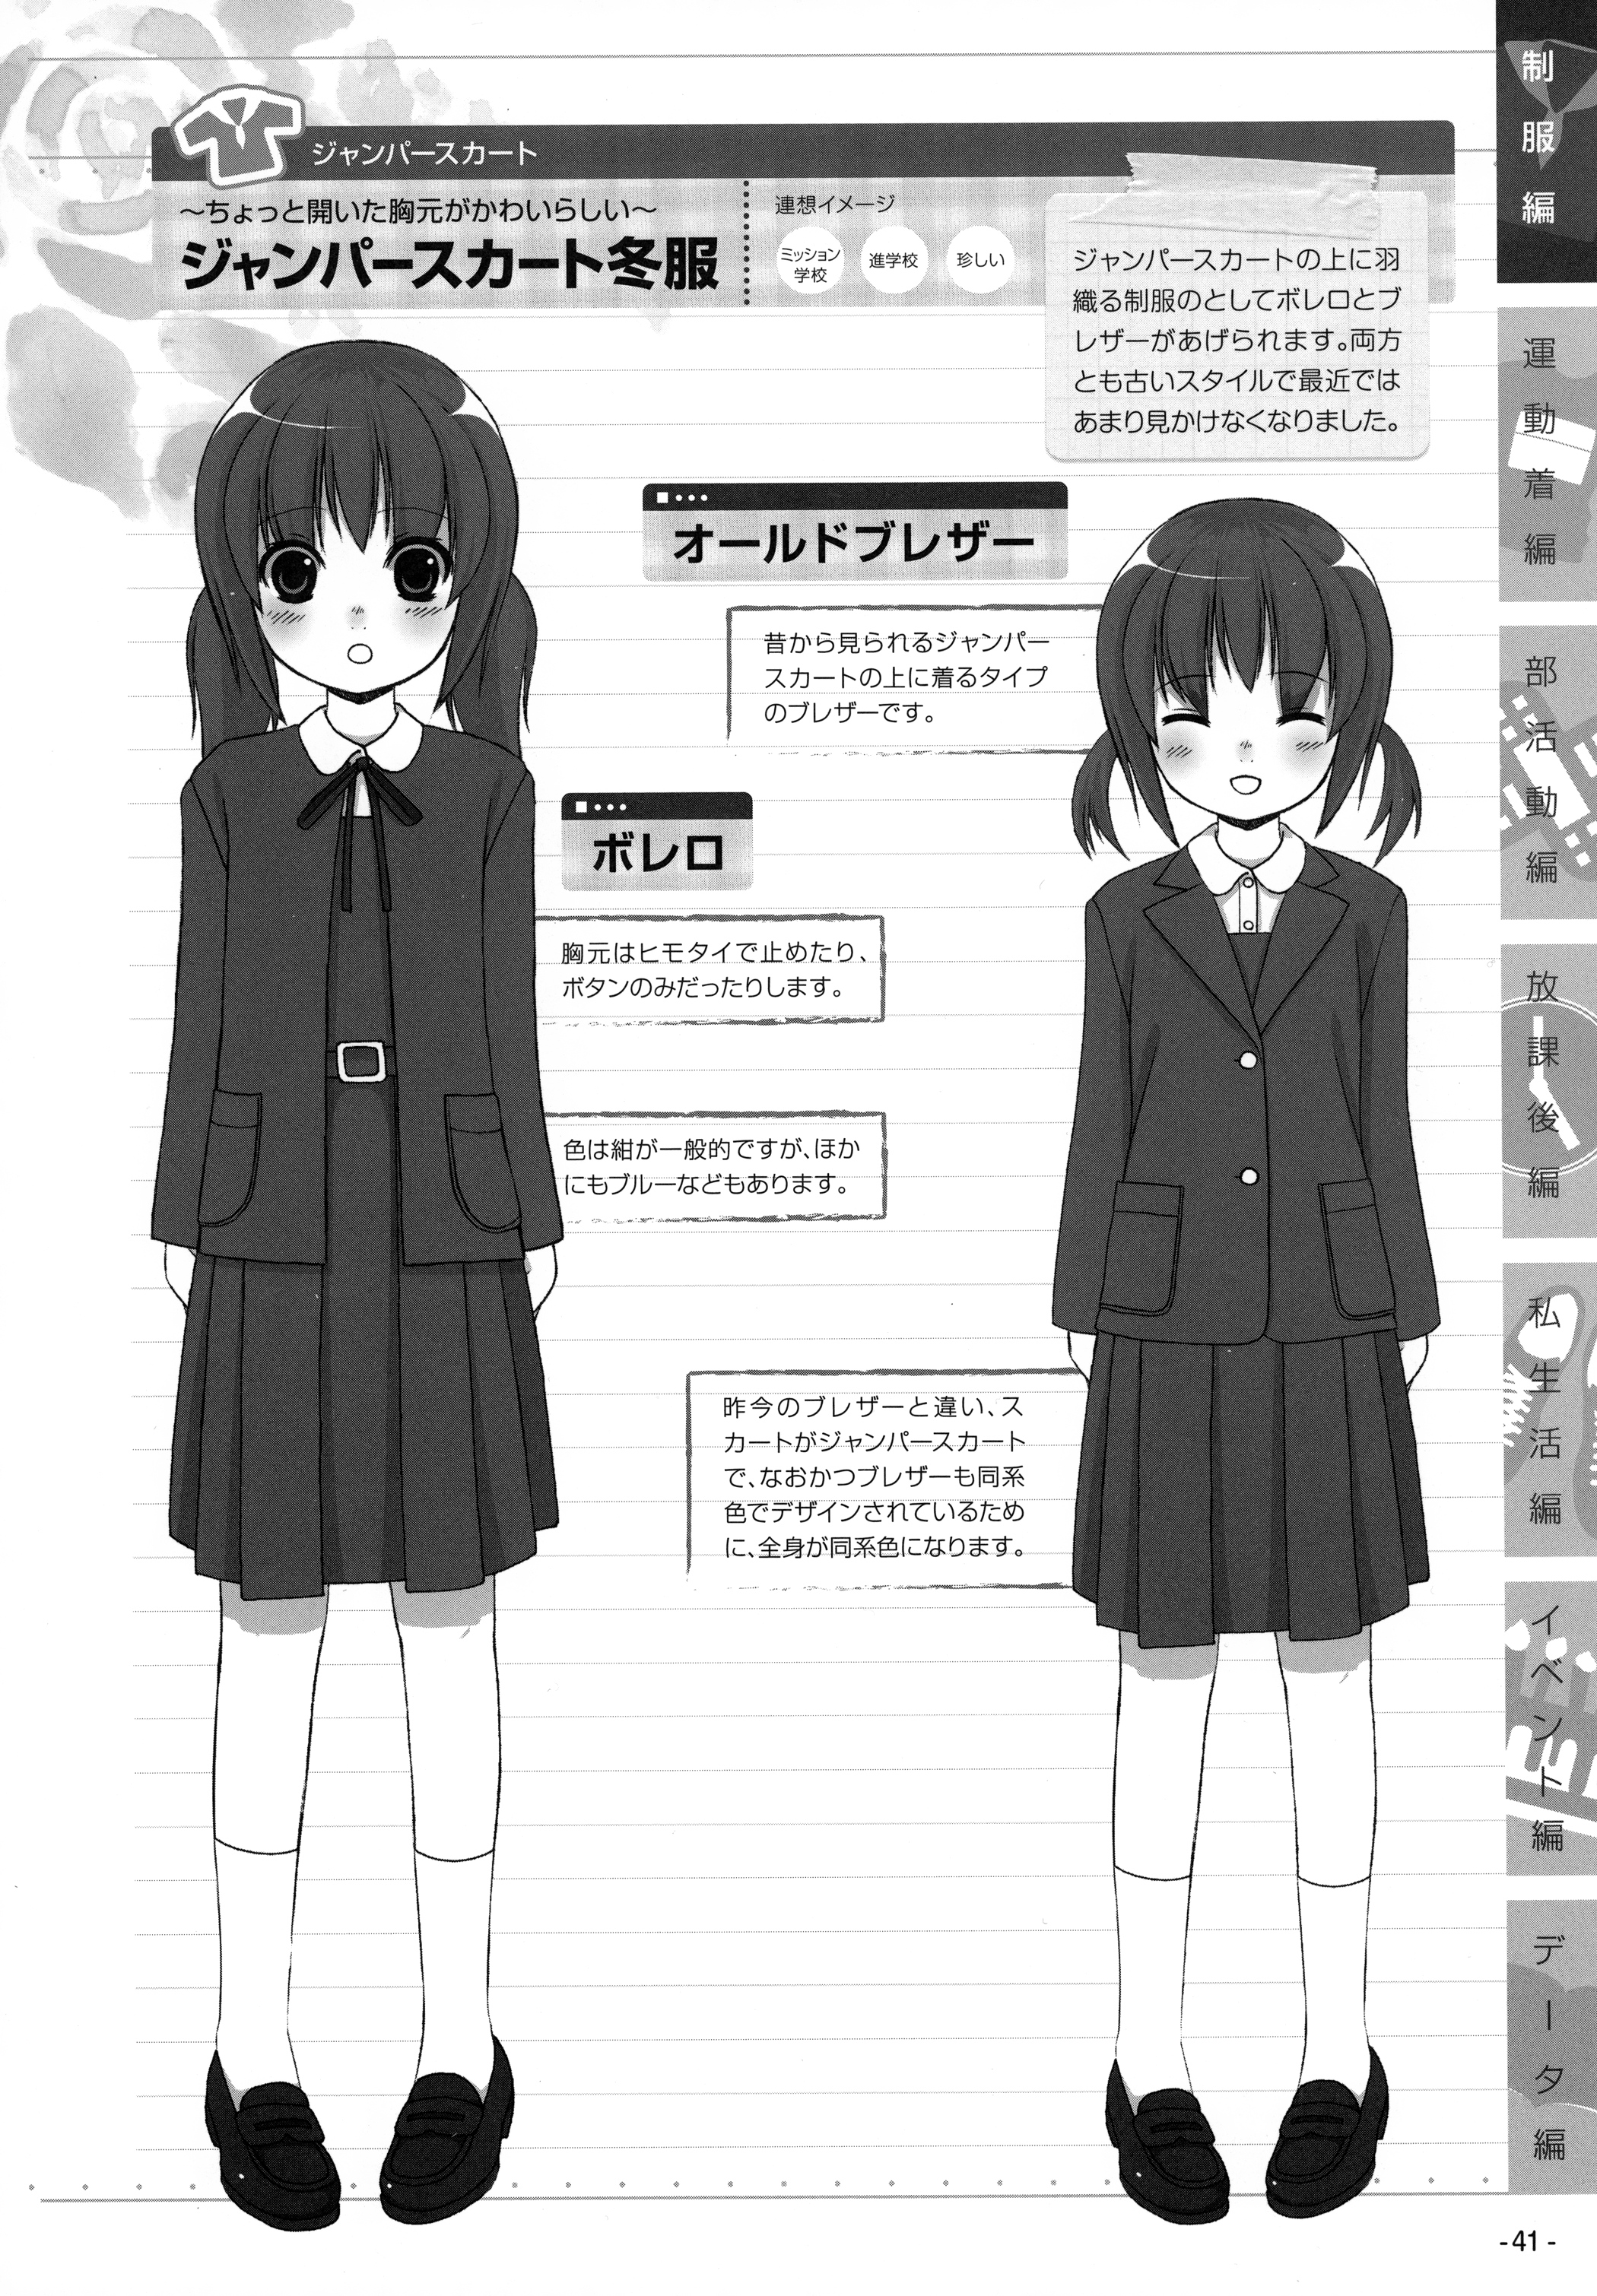 ジャンパースカート
～ちょっと開いた胸元がかわいらしい～
ジャンパースカート冬服
連想イメージ
ミッション
学校
進学校
珍しい
ジャンパースカートの上に羽
織る制服のとしてボレロとブ
レザーがあげられます。両方
とも古いスタイルで最近では
あまり見かけなくなりました。
オールドブレザー
昔から見られるジャンパー
スカートの上に着るタイプ
のブレザーです。
ボレロ
胸元はヒモタイで止めたり、
ボタンのみだったりします。
色は紺が一般的ですが、ほか
にもブルーなどもあります。
昨今のブレザーと違い、ス
カートがジャンパースカート
で、なおかつブレザーも同系
色でデザインされているため
に、全身が同系色になります。
制服編
運動着編
部活動編
放課後編
私生活編
イベント編
データ編
- 41 -